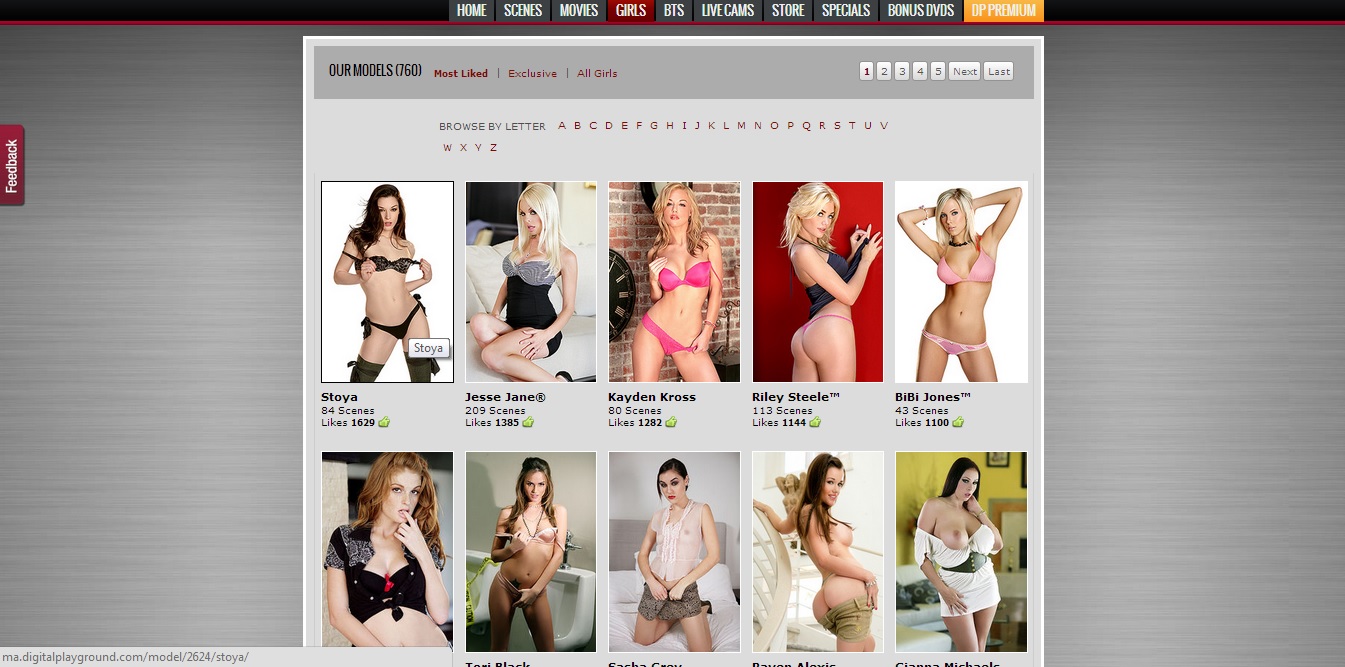 HOME SCENES MOVIES GIRLS BTS LIVE CAMS STORE SPECIALS BONUS DVDS DP PREMIUM
OUR MODELS (760) Most Liked | Exclusive | All Girls 1 2 3 4 5 Next Last
Feedback
BROWSE BY LETTER A B C D E F G H I J K L M N O P Q R S T U V
W X Y Z
Stoya
Stoya Jesse Jane® Kayden Kross Riley Steele™ BiBi Jones™
84 Scenes 209 Scenes 80 Scenes 113 Scenes 43 Scenes
Likes 1629 Likes 1385 Likes 1282 Likes 1144 Likes 1100
ma.digitalplayground.com/model/2624/stoya/
Tori Black Sasha Grey Raven Alexis Gianna Michaels